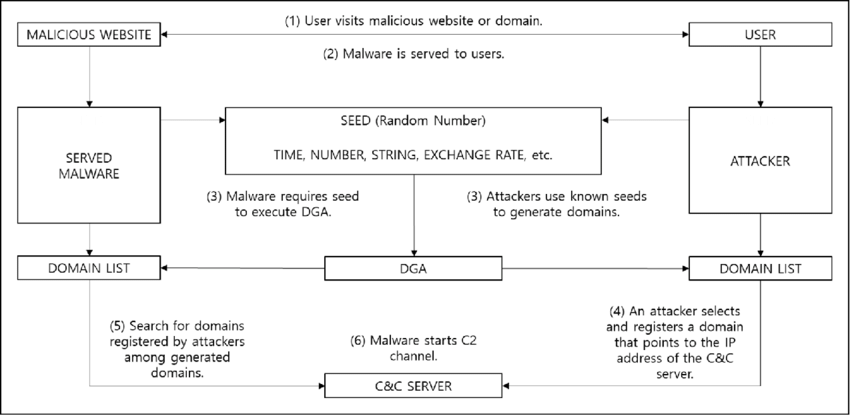 (1) User visits malicious website or domain.
MALICIOUS WEBSITE
USER
(2) Malware is served to users.
SERVED
MALWARE
SEED (Random Number)
TIME, NUMBER, STRING, EXCHANGE RATE, etc.
ATTACKER
(3) Malware requires seed
to execute DGA.
(3) Attackers use known seeds
to generate domains.
DOMAIN LIST
DGA
DOMAIN LIST
(5) Search for domains
registered by attackers
among generated
domains.
(6) Malware starts C2
channel.
(4) An attacker selects
and registers a domain
that points to the IP
address of the C&C
server.
C&C SERVER